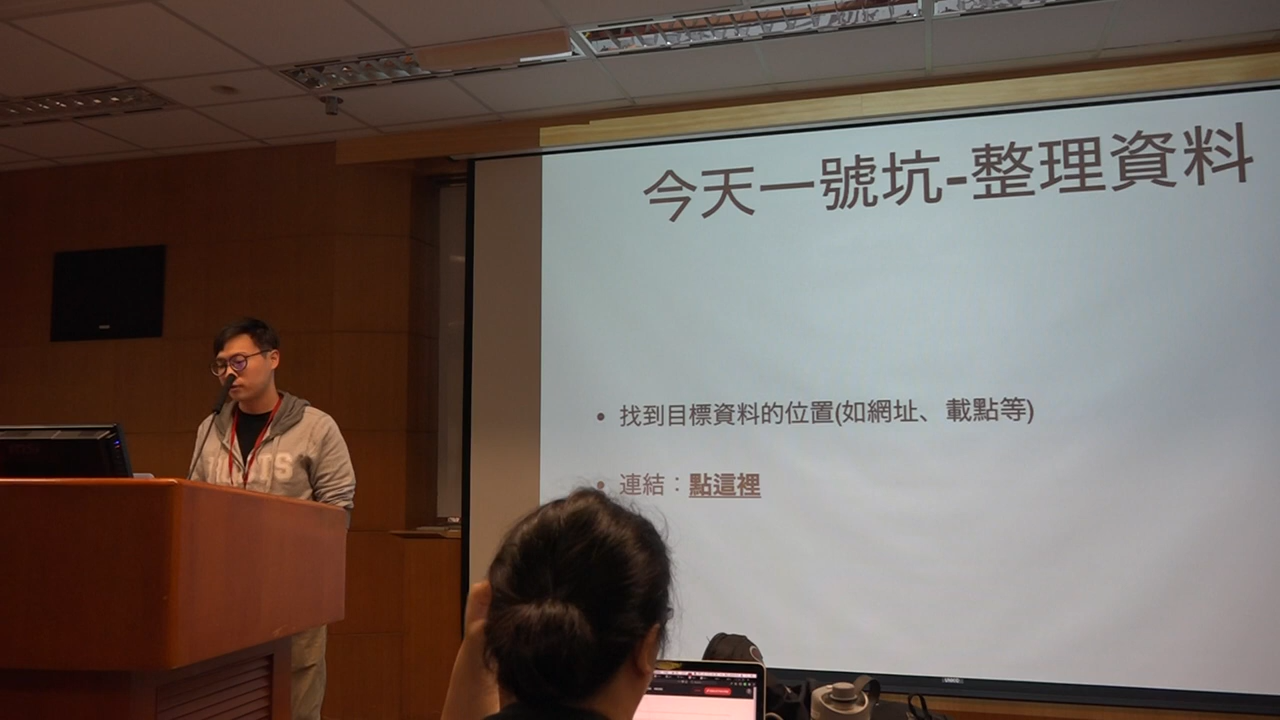 今天一號坑-整理資料
• 找到目標資料的位置(如網址、載點等)
• 連結：點這裡